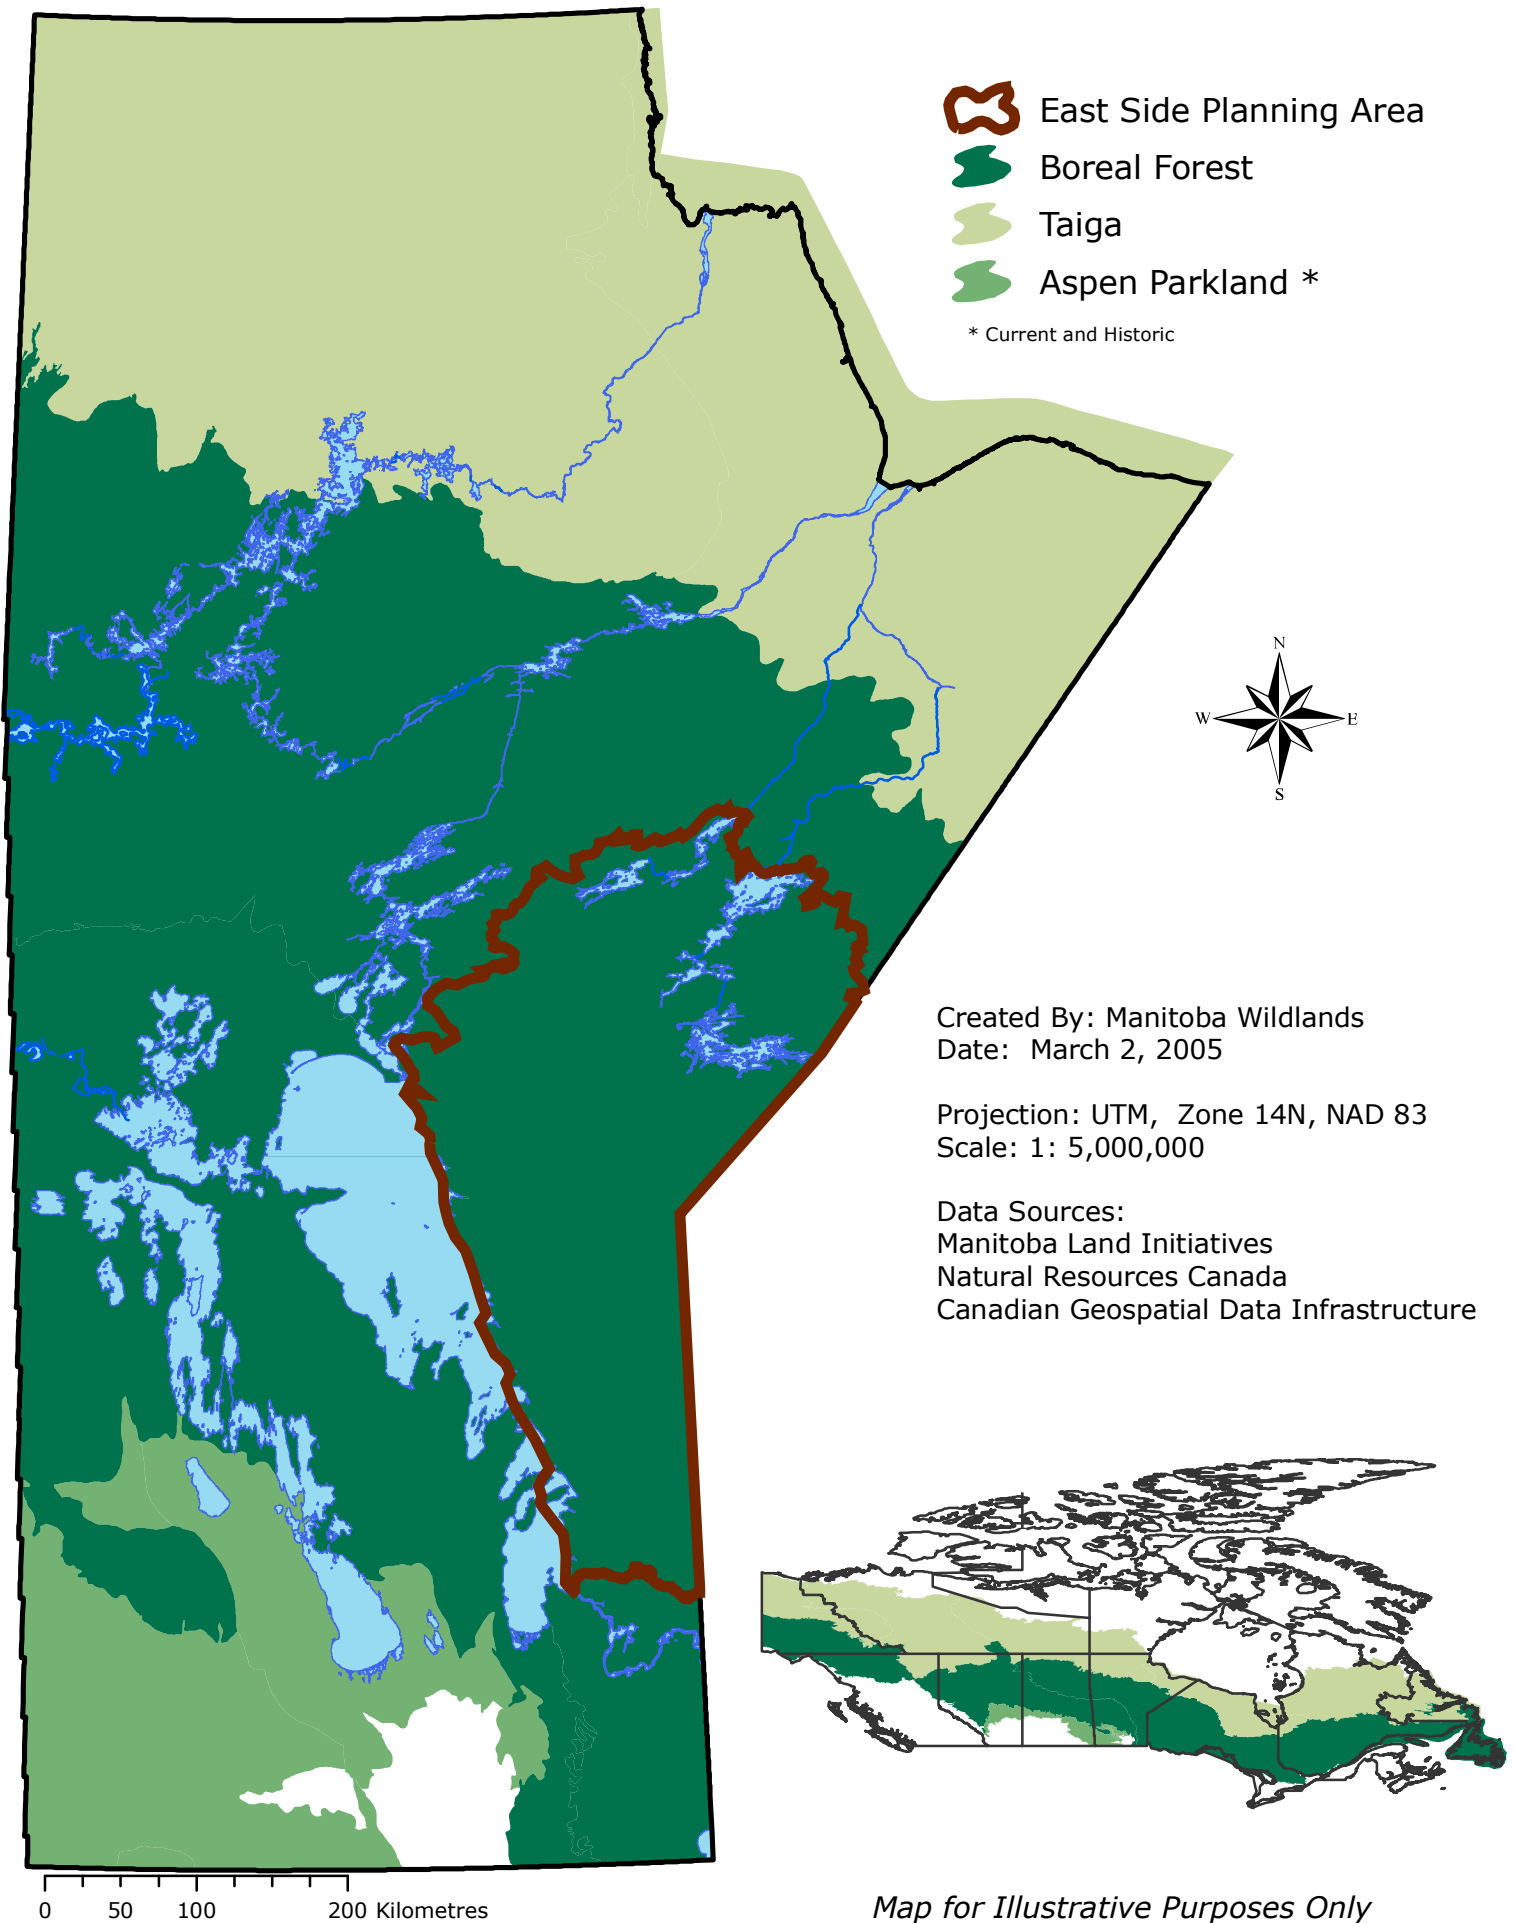 East Side Planning Area
Boreal Forest
Taiga
Aspen Parkland *
* Current and Historic
N
W
E
S
Created By: Manitoba Wildlands
Date: March 2, 2005
Projection: UTM, Zone 14N, NAD 83
Scale: 1: 5,000,000
Data Sources:
Manitoba Land Initiatives
Natural Resources Canada
Canadian Geospatial Data Infrastructure
0 50 100 200 Kilometres
Map for Illustrative Purposes Only